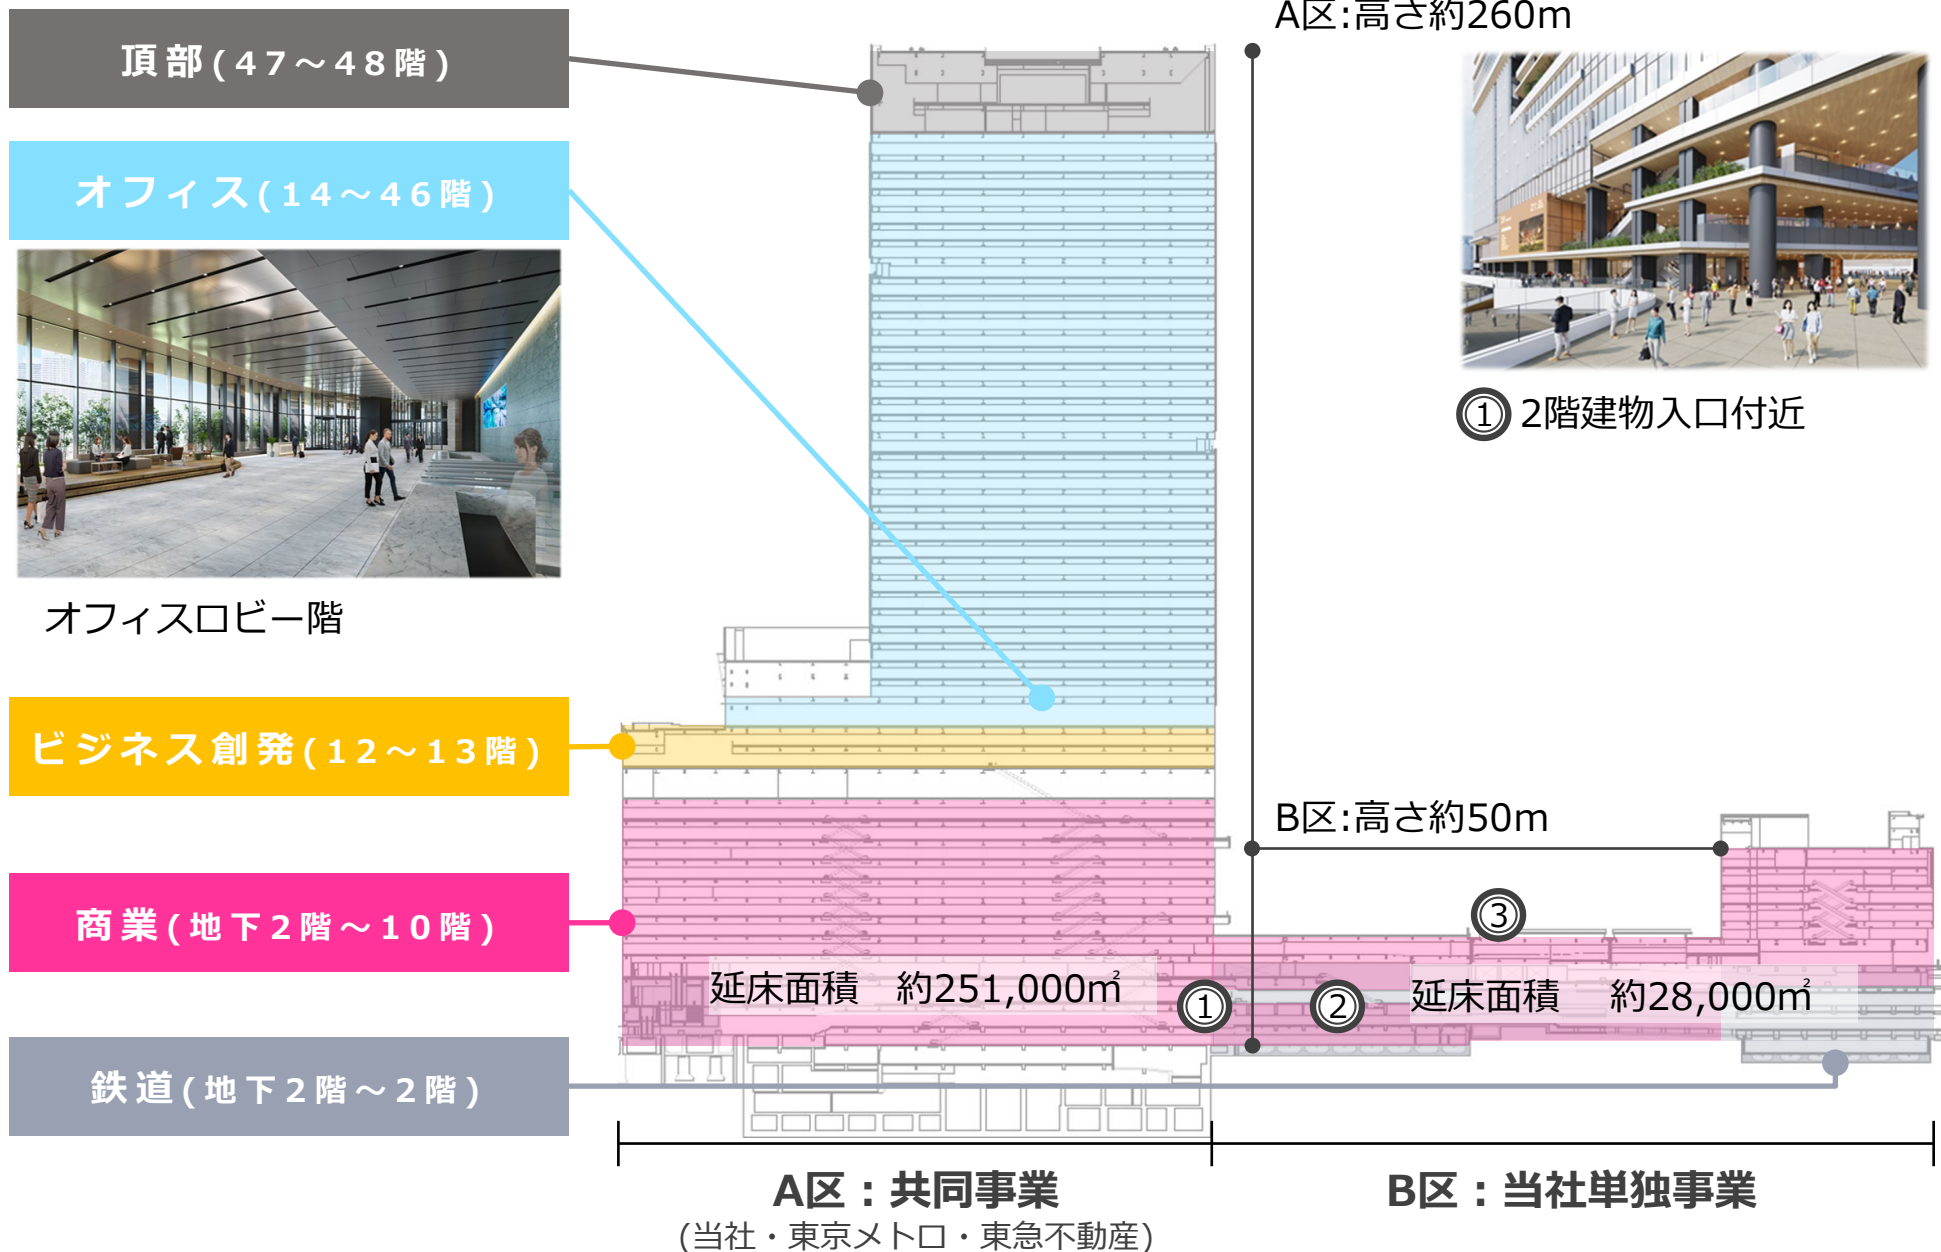 A区:高さ約260m
頂部(47～48階)
オフィス(14～46階)
① 2階建物入口付近
オフィスロビー階
ビジネス創発(12～13階)
B区:高さ約50m
商業(地下2階～10階)
③
延床面積　約251,000㎡
①
②
延床面積　約28,000㎡
鉄道(地下2階～2階)
A区：共同事業
(当社・東京メトロ・東急不動産)
B区：当社単独事業